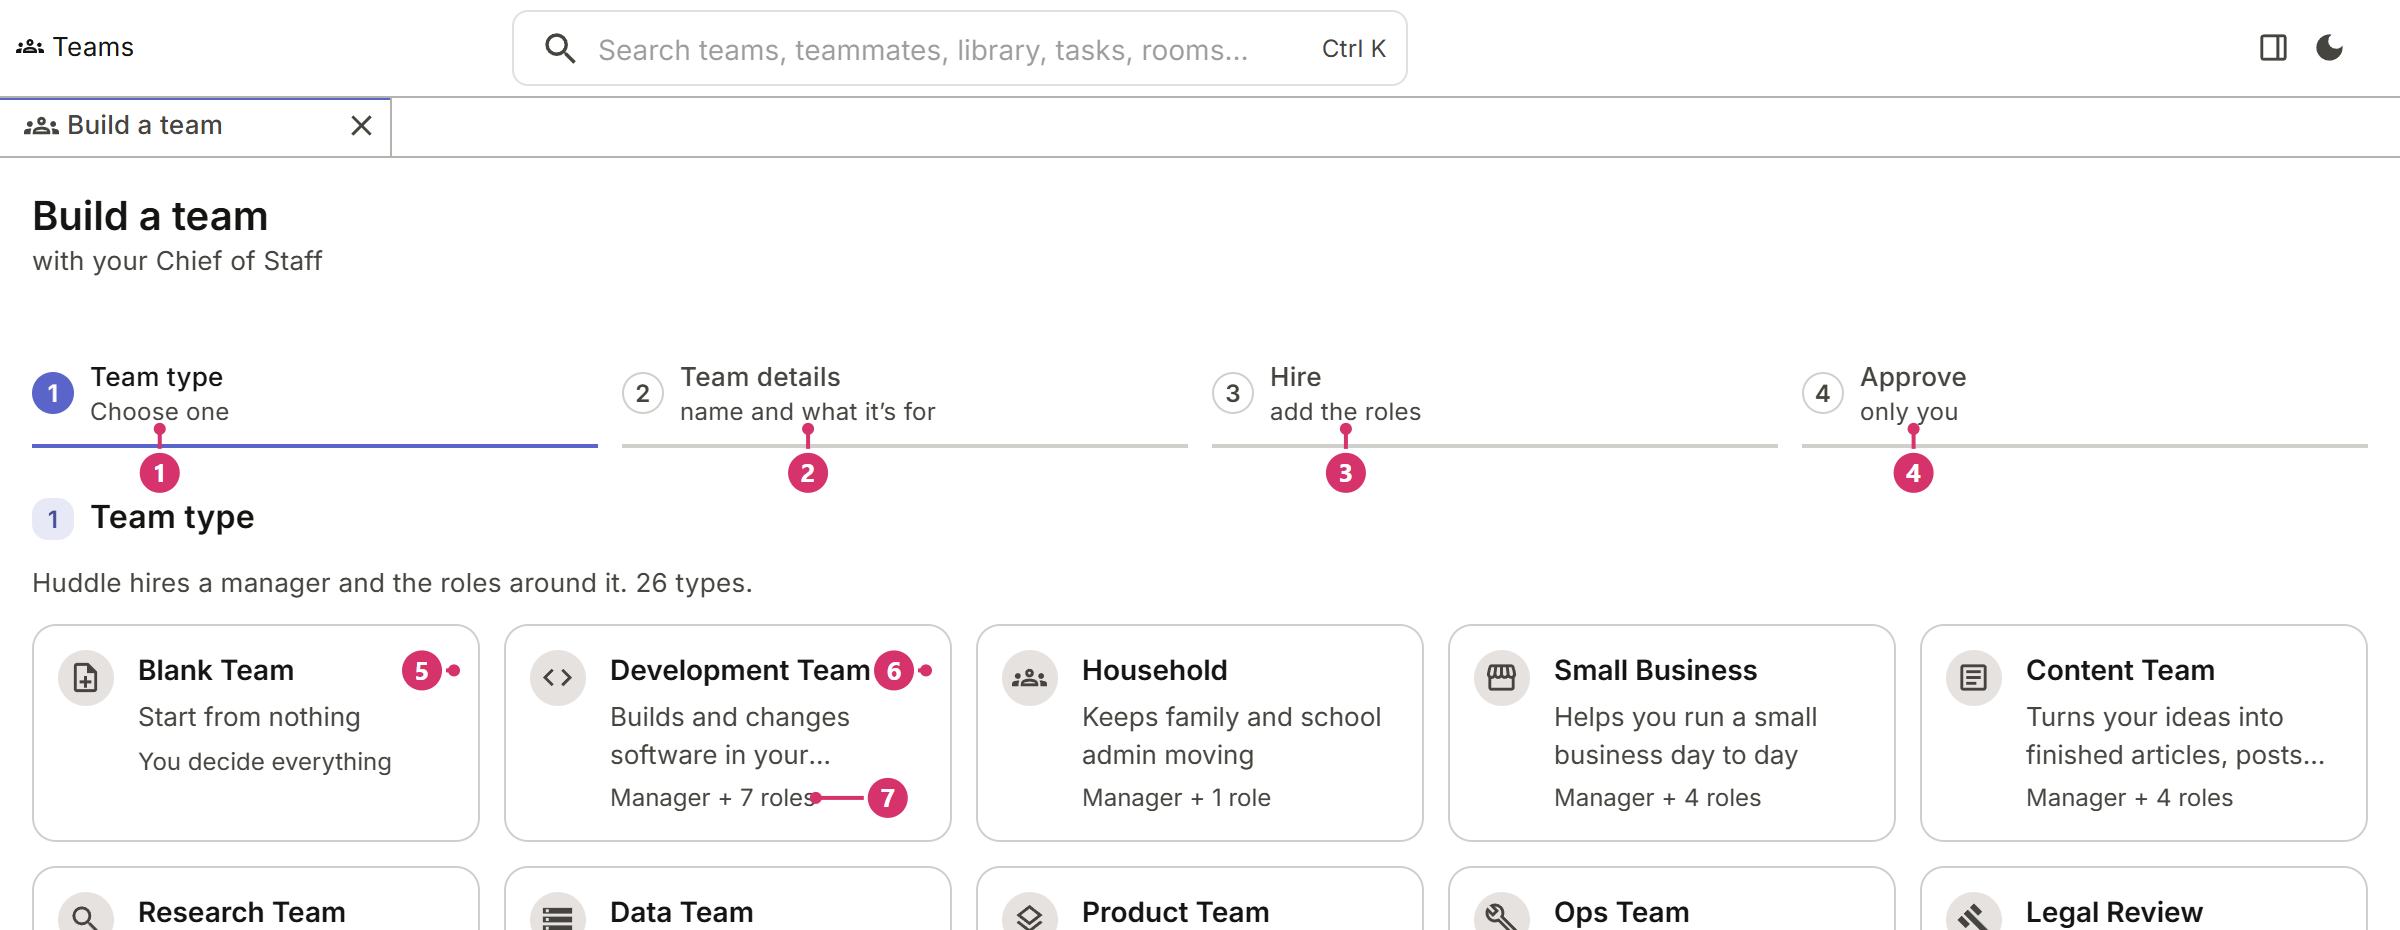 Teams
Search teams, teammates, library, tasks, rooms...
Ctrl K
Build a team
Build a team
with your Chief of Staff
1
Team type
Choose one
2
Team details
name and what it’s for
3
Hire
add the roles
4
Approve
only you
1
2
3
4
1
Team type
Huddle hires a manager and the roles around it. 26 types.
Blank Team
5
Start from nothing
You decide everything
Development Team
6
Builds and changes
software in your...
Manager + 7 roles
7
Household
Keeps family and school
admin moving
Manager + 1 role
Small Business
Helps you run a small
business day to day
Manager + 4 roles
Content Team
Turns your ideas into
finished articles, posts...
Manager + 4 roles
Research Team
Data Team
Product Team
Ops Team
Legal Review